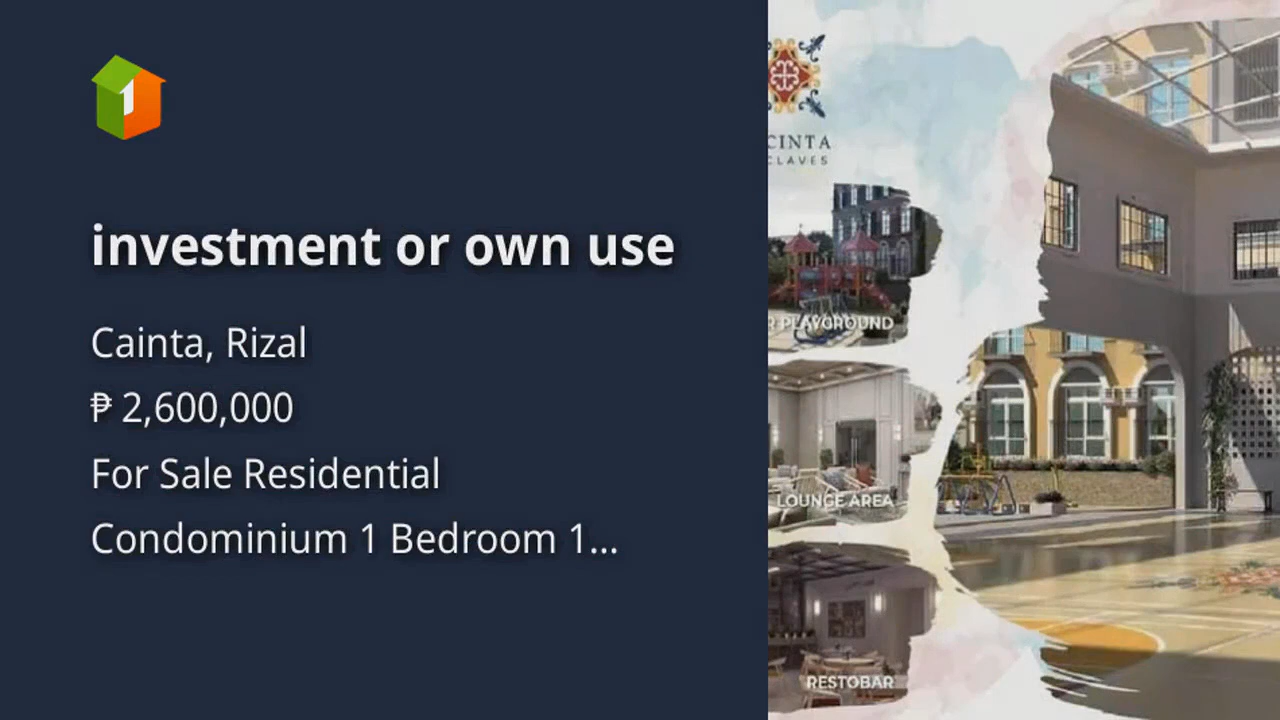 investment or own use
Cainta, Rizal
₱ 2,600,000
For Sale Residential
Condominium 1 Bedroom 1...
CINTA
CLAVES
R PLAYGROUND
LOUNGE AREA
RESTOBAR